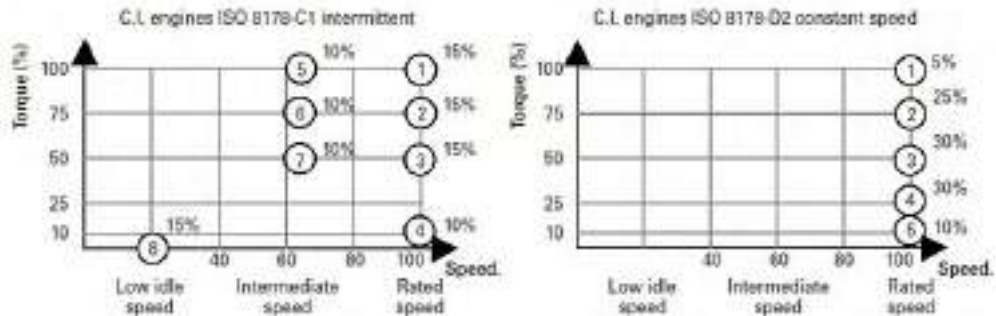 C.I. engines ISO 8178-C1 intermittent
Torque (%)
100
75
50
25
10
5 10%
1 15%
6 10%
2 15%
7 10%
3 15%
4 10%
8 15%
40 60 80 100 Speed.
Low idle speed
Intermediate speed
Rated speed
C.I. engines ISO 8178-D2 constant speed
Torque (%)
100
75
50
25
10
1 5%
2 25%
3 30%
4 30%
5 10%
40 60 80 100 Speed.
Low idle speed
Intermediate speed
Rated speed